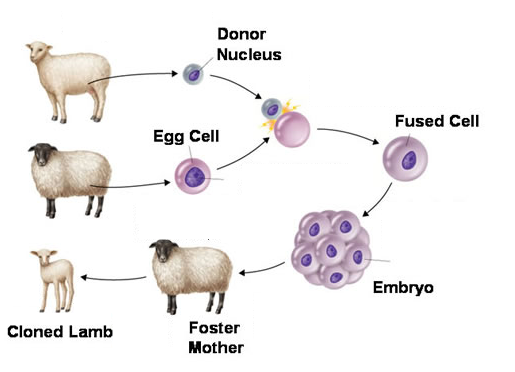 Donor
Nucleus
Egg Cell
Fused Cell
Embryo
Foster
Mother
Cloned Lamb